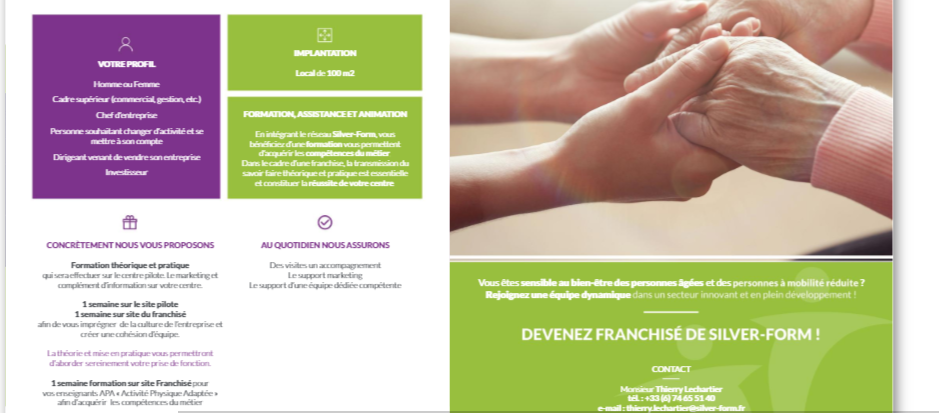 VOTRE PROFIL
Homme ou Femme
Cadre supérieur (commercial, gestion, etc.)
Chef d'entreprise
Personne souhaitant changer d'activité et se
mettre à son compte
Dirigeant venant de vendre son entreprise
Investisseur
IMPLANTATION
Local de 100 m2
FORMATION, ASSISTANCE ET ANIMATION
En intégrant le réseau Silver-Form, vous
bénéficiez d'une formation vous permettent
d'acquérir les compétences du métier
Dans le cadre d'une franchise, la transmission du
savoir faire théorique et pratique est essentielle
et constituer la réussite de votre centre
CONCRÈTEMENT NOUS VOUS PROPOSONS
Formation théorique et pratique
qui sera effectuer sur le centre pilote. Le marketing et
complément d'information sur votre centre.
1 semaine sur le site pilote
1 semaine sur site du franchisé
afin de vous imprégner de la culture de l'entreprise et
créer une cohésion d'équipe.
La théorie et mise en pratique vous permettront
d'aborder sereinement votre prise de fonction.
1 semaine formation sur site Franchisé pour
vos enseignants APA « Activité Physique Adaptée »
afin d'acquérir les compétences du métier
AU QUOTIDIEN NOUS ASSURONS
Des visites un accompagnement
Le support marketing
Le support d'une équipe dédiée compétente
Vous êtes sensible au bien-être des personnes âgées et des personnes à mobilité réduite ?
Rejoignez une équipe dynamique dans un secteur innovant et en plein développement !
DEVENEZ FRANCHISÉ DE SILVER-FORM !
CONTACT
Monsieur Thierry Lechartier
tél. : +33 (6) 74 65 51 40
e-mail : thierry.lechartier@silver-form.fr